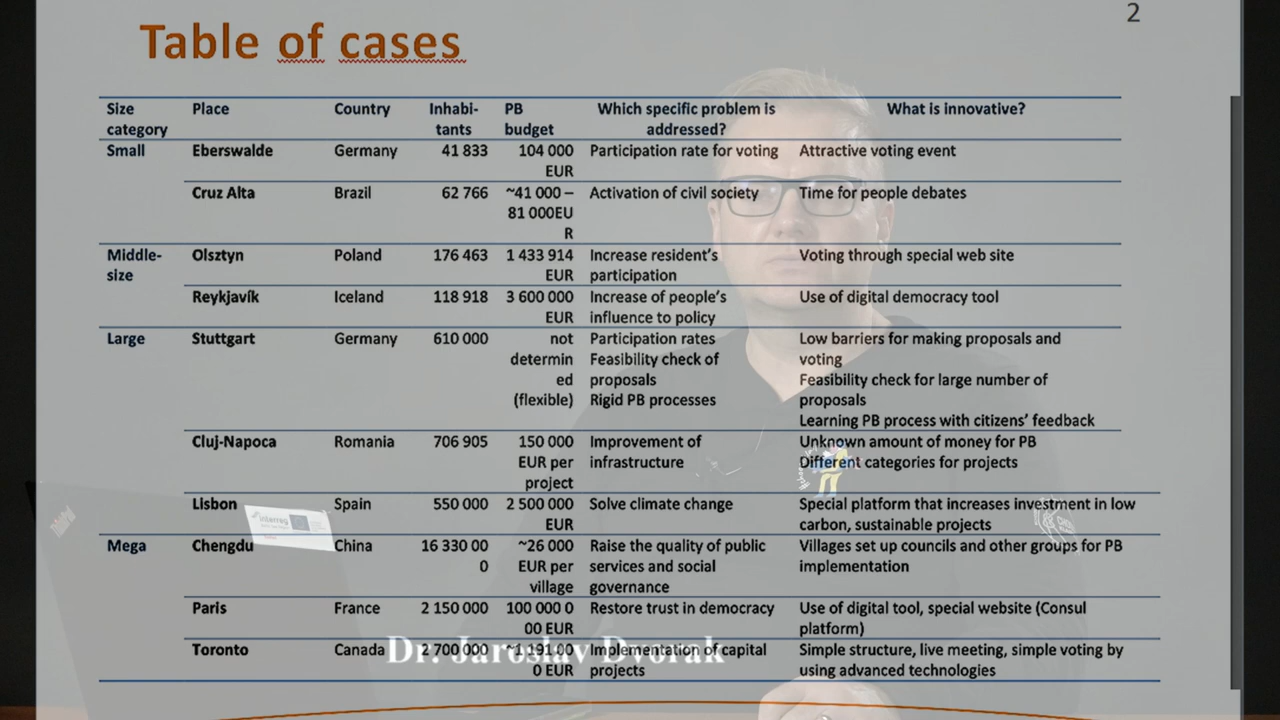 2
Table of cases
Size category Place Country Inhabi-tants PB budget Which specific problem is addressed? What is innovative?
Small Eberswalde Germany 41 833 104 000 EUR Participation rate for voting Attractive voting event
Cruz Alta Brazil 62 766 ~41 000 – 81 000EUR Activation of civil society Time for people debates
Middle-size Olsztyn Poland 176 463 1 433 914 EUR Increase resident's participation Voting through special web site
Reykjavík Iceland 118 918 3 600 000 EUR Increase of people's influence to policy Use of digital democracy tool
Large Stuttgart Germany 610 000 not determined (flexible) Participation rates Feasibility check of proposals Rigid PB processes Low barriers for making proposals and voting Feasibility check for large number of proposals Learning PB process with citizens' feedback
Cluj-Napoca Romania 706 905 150 000 EUR per project Improvement of infrastructure Unknown amount of money for PB Different categories for projects
Lisbon Spain 550 000 2 500 000 EUR Solve climate change Special platform that increases investment in low carbon, sustainable projects
Mega Chengdu China 16 330 000 ~26 000 EUR per village Raise the quality of public services and social governance Villages set up councils and other groups for PB implementation
Paris France 2 150 000 100 000 000 EUR Restore trust in democracy Use of digital tool, special website (Consul platform)
Toronto Canada 2 700 000 ~1 191 000 EUR Implementation of capital projects Simple structure, live meeting, simple voting by using advanced technologies
Dr. Jaroslav Dvorak
interreg